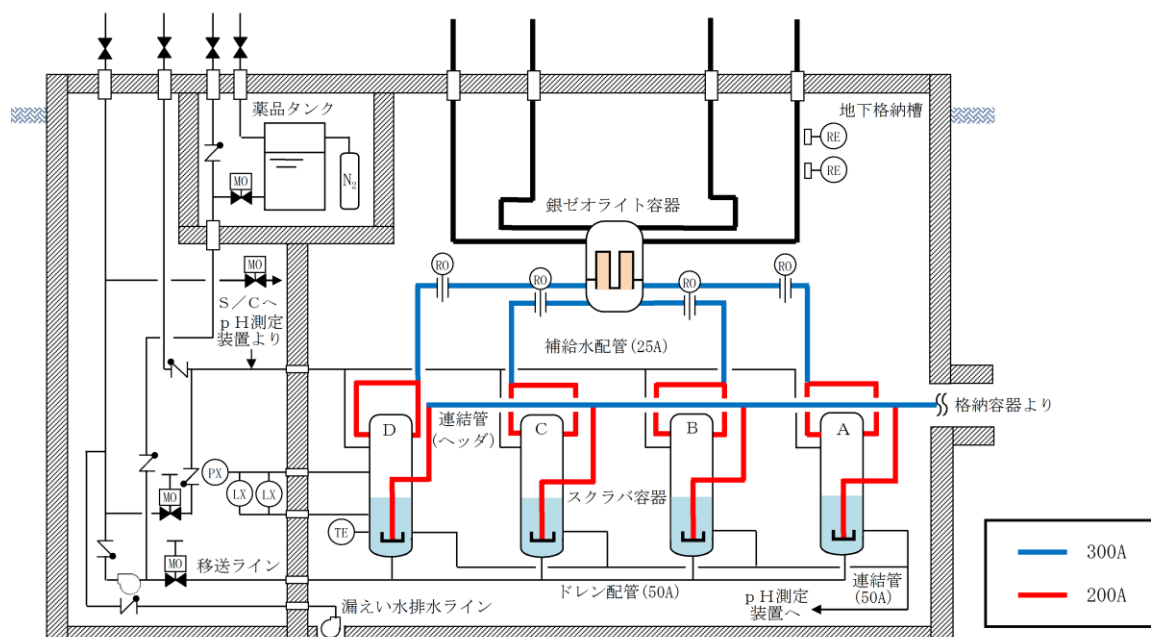 薬品タンク
地下格納槽
RE
MO
N₂
RE
銀ゼオライト容器
MO
RO
RO
RO
RO
S/Cへ
pH測定
装置より
補給水配管(25A)
格納容器より
連結管
(ヘッダ)
D
C
B
A
PX
LX
LX
MO
スクラバ容器
TE
MO
移送ライン
ドレン配管(50A)
連結管
(50A)
pH測定
装置へ
漏えい水排水ライン
300A
200A